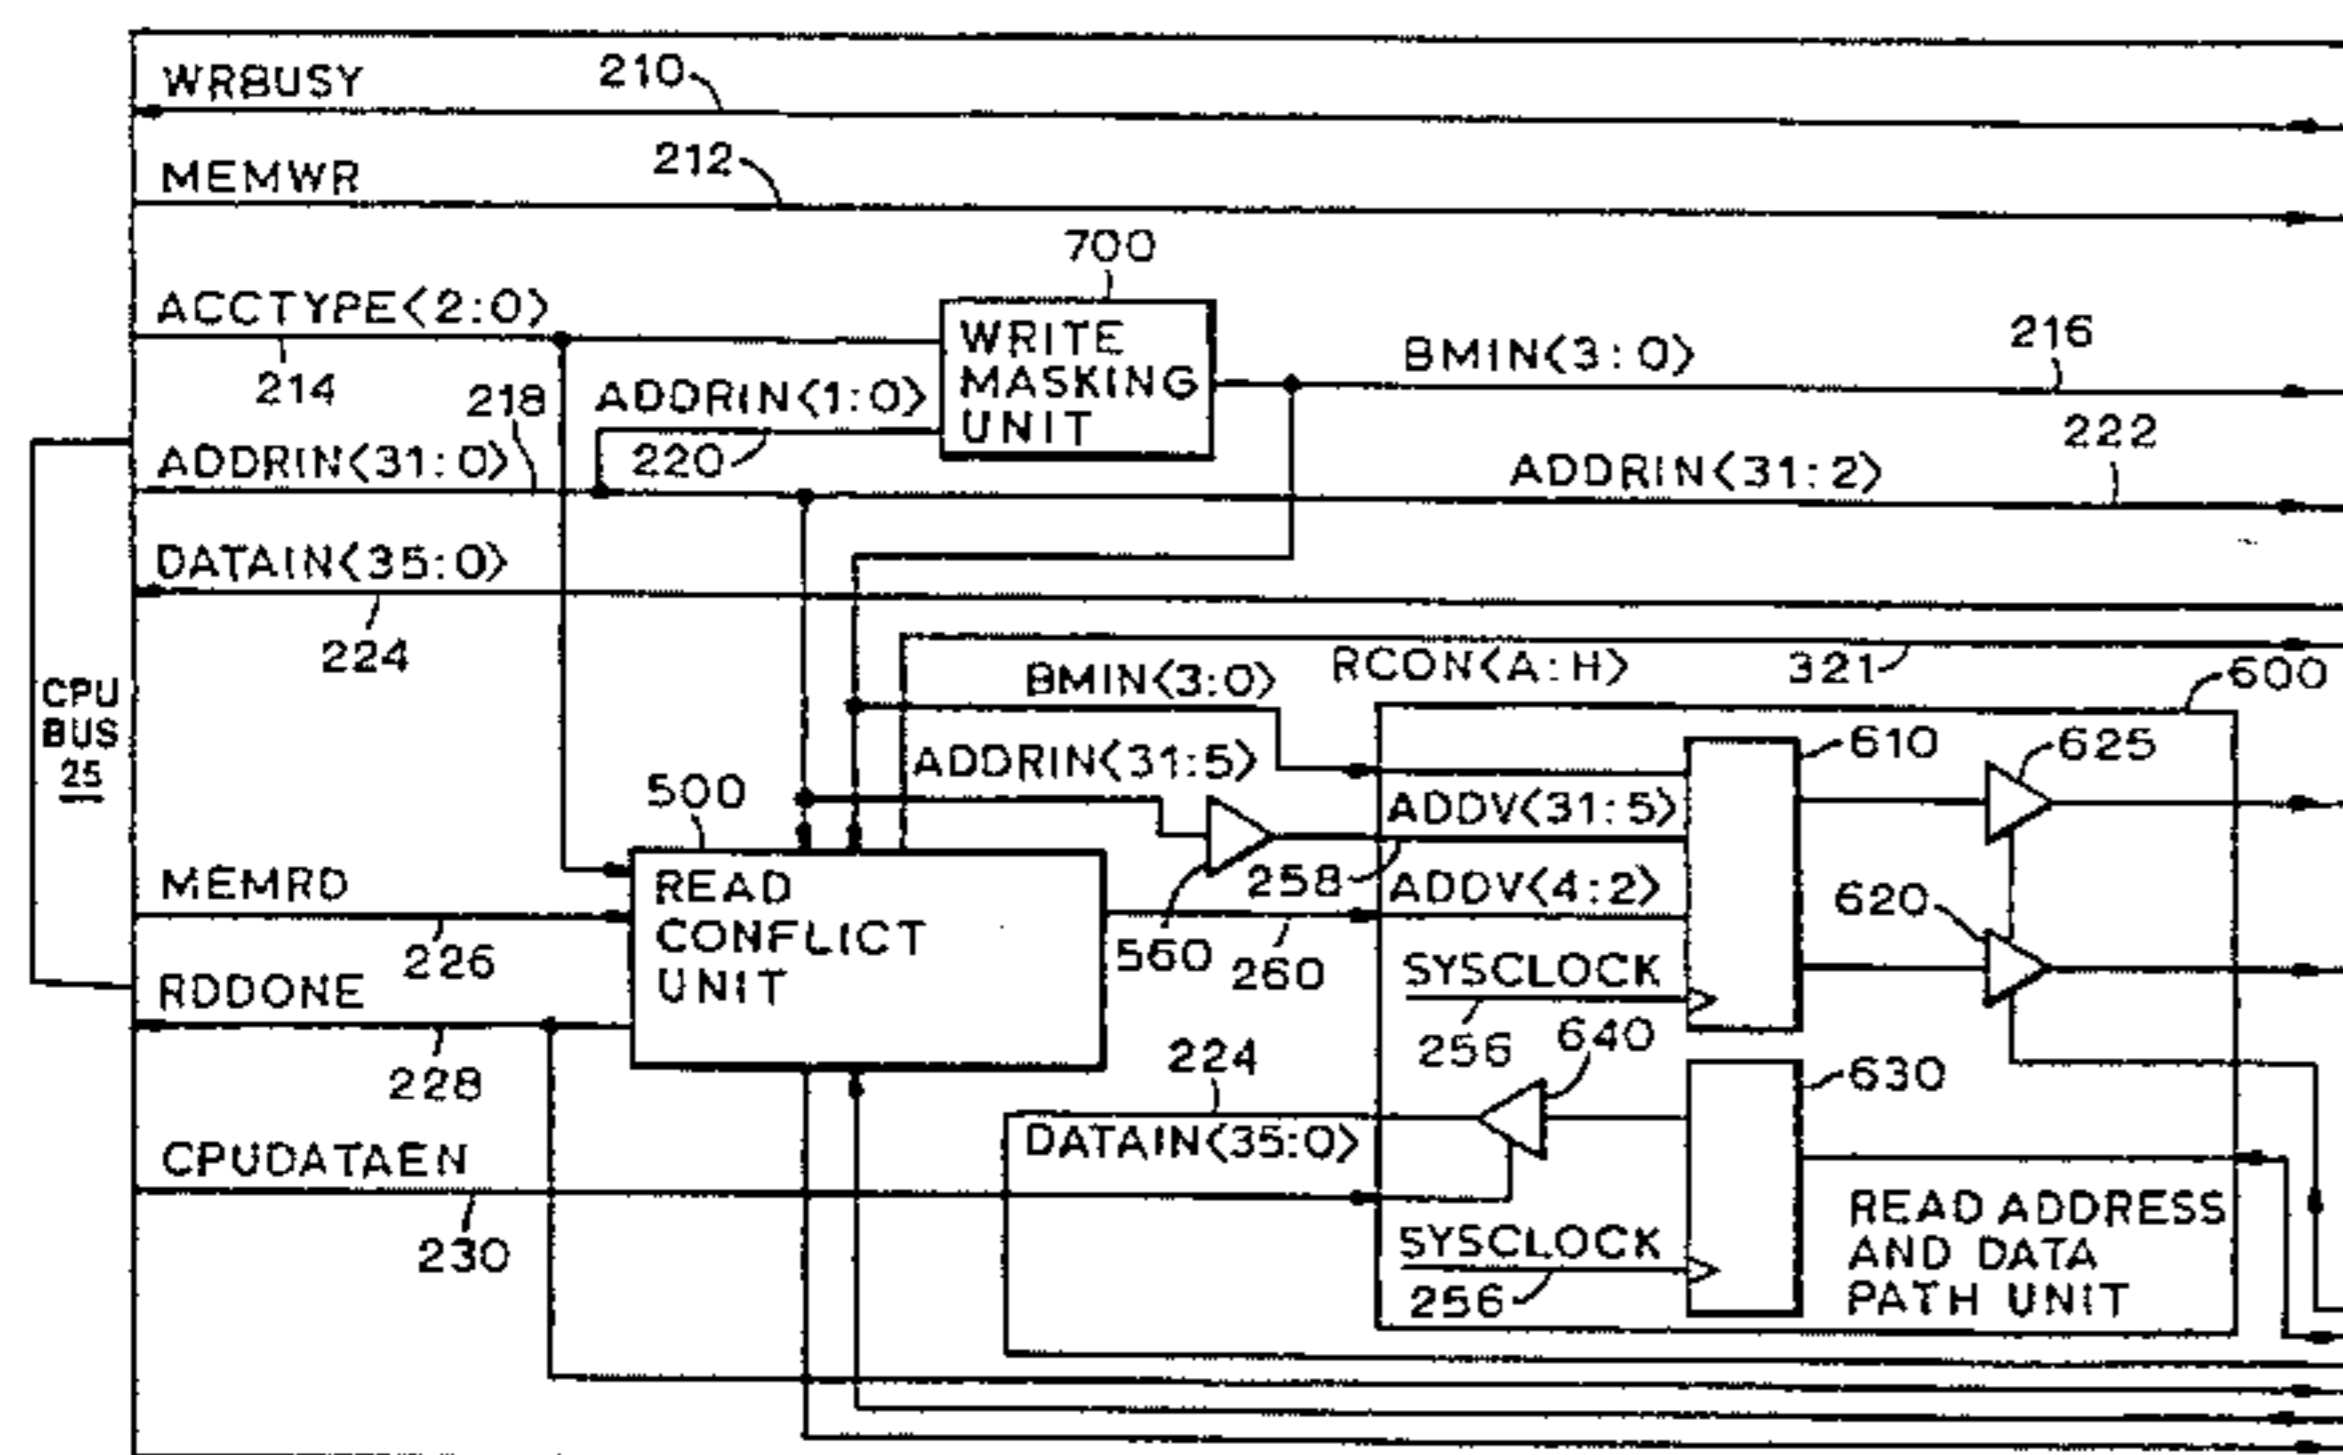 WRBUSY
210
MEMWR
212
700
ACCTYPE<2:0>
214
WRITE
MASKING
UNIT
BMIN<3:0>
216
218
ADDRIN<1:0>
220
222
ADDRIN<31:0>
ADDRIN<31:2>
DATAIN<35:0>
224
RCON<A:H>
321
600
BMIN<3:0>
CPU
BUS
25
ADDRIN<31:5>
610
625
500
ADDV<31:5>
560
258
ADDV<4:2>
620
MEMRD
226
READ
CONFLICT
UNIT
260
SYSCLOCK
256
RDDONE
228
640
630
224
DATAIN<35:0>
CPUDATAEN
230
SYSCLOCK
256
READ ADDRESS
AND DATA
PATH UNIT